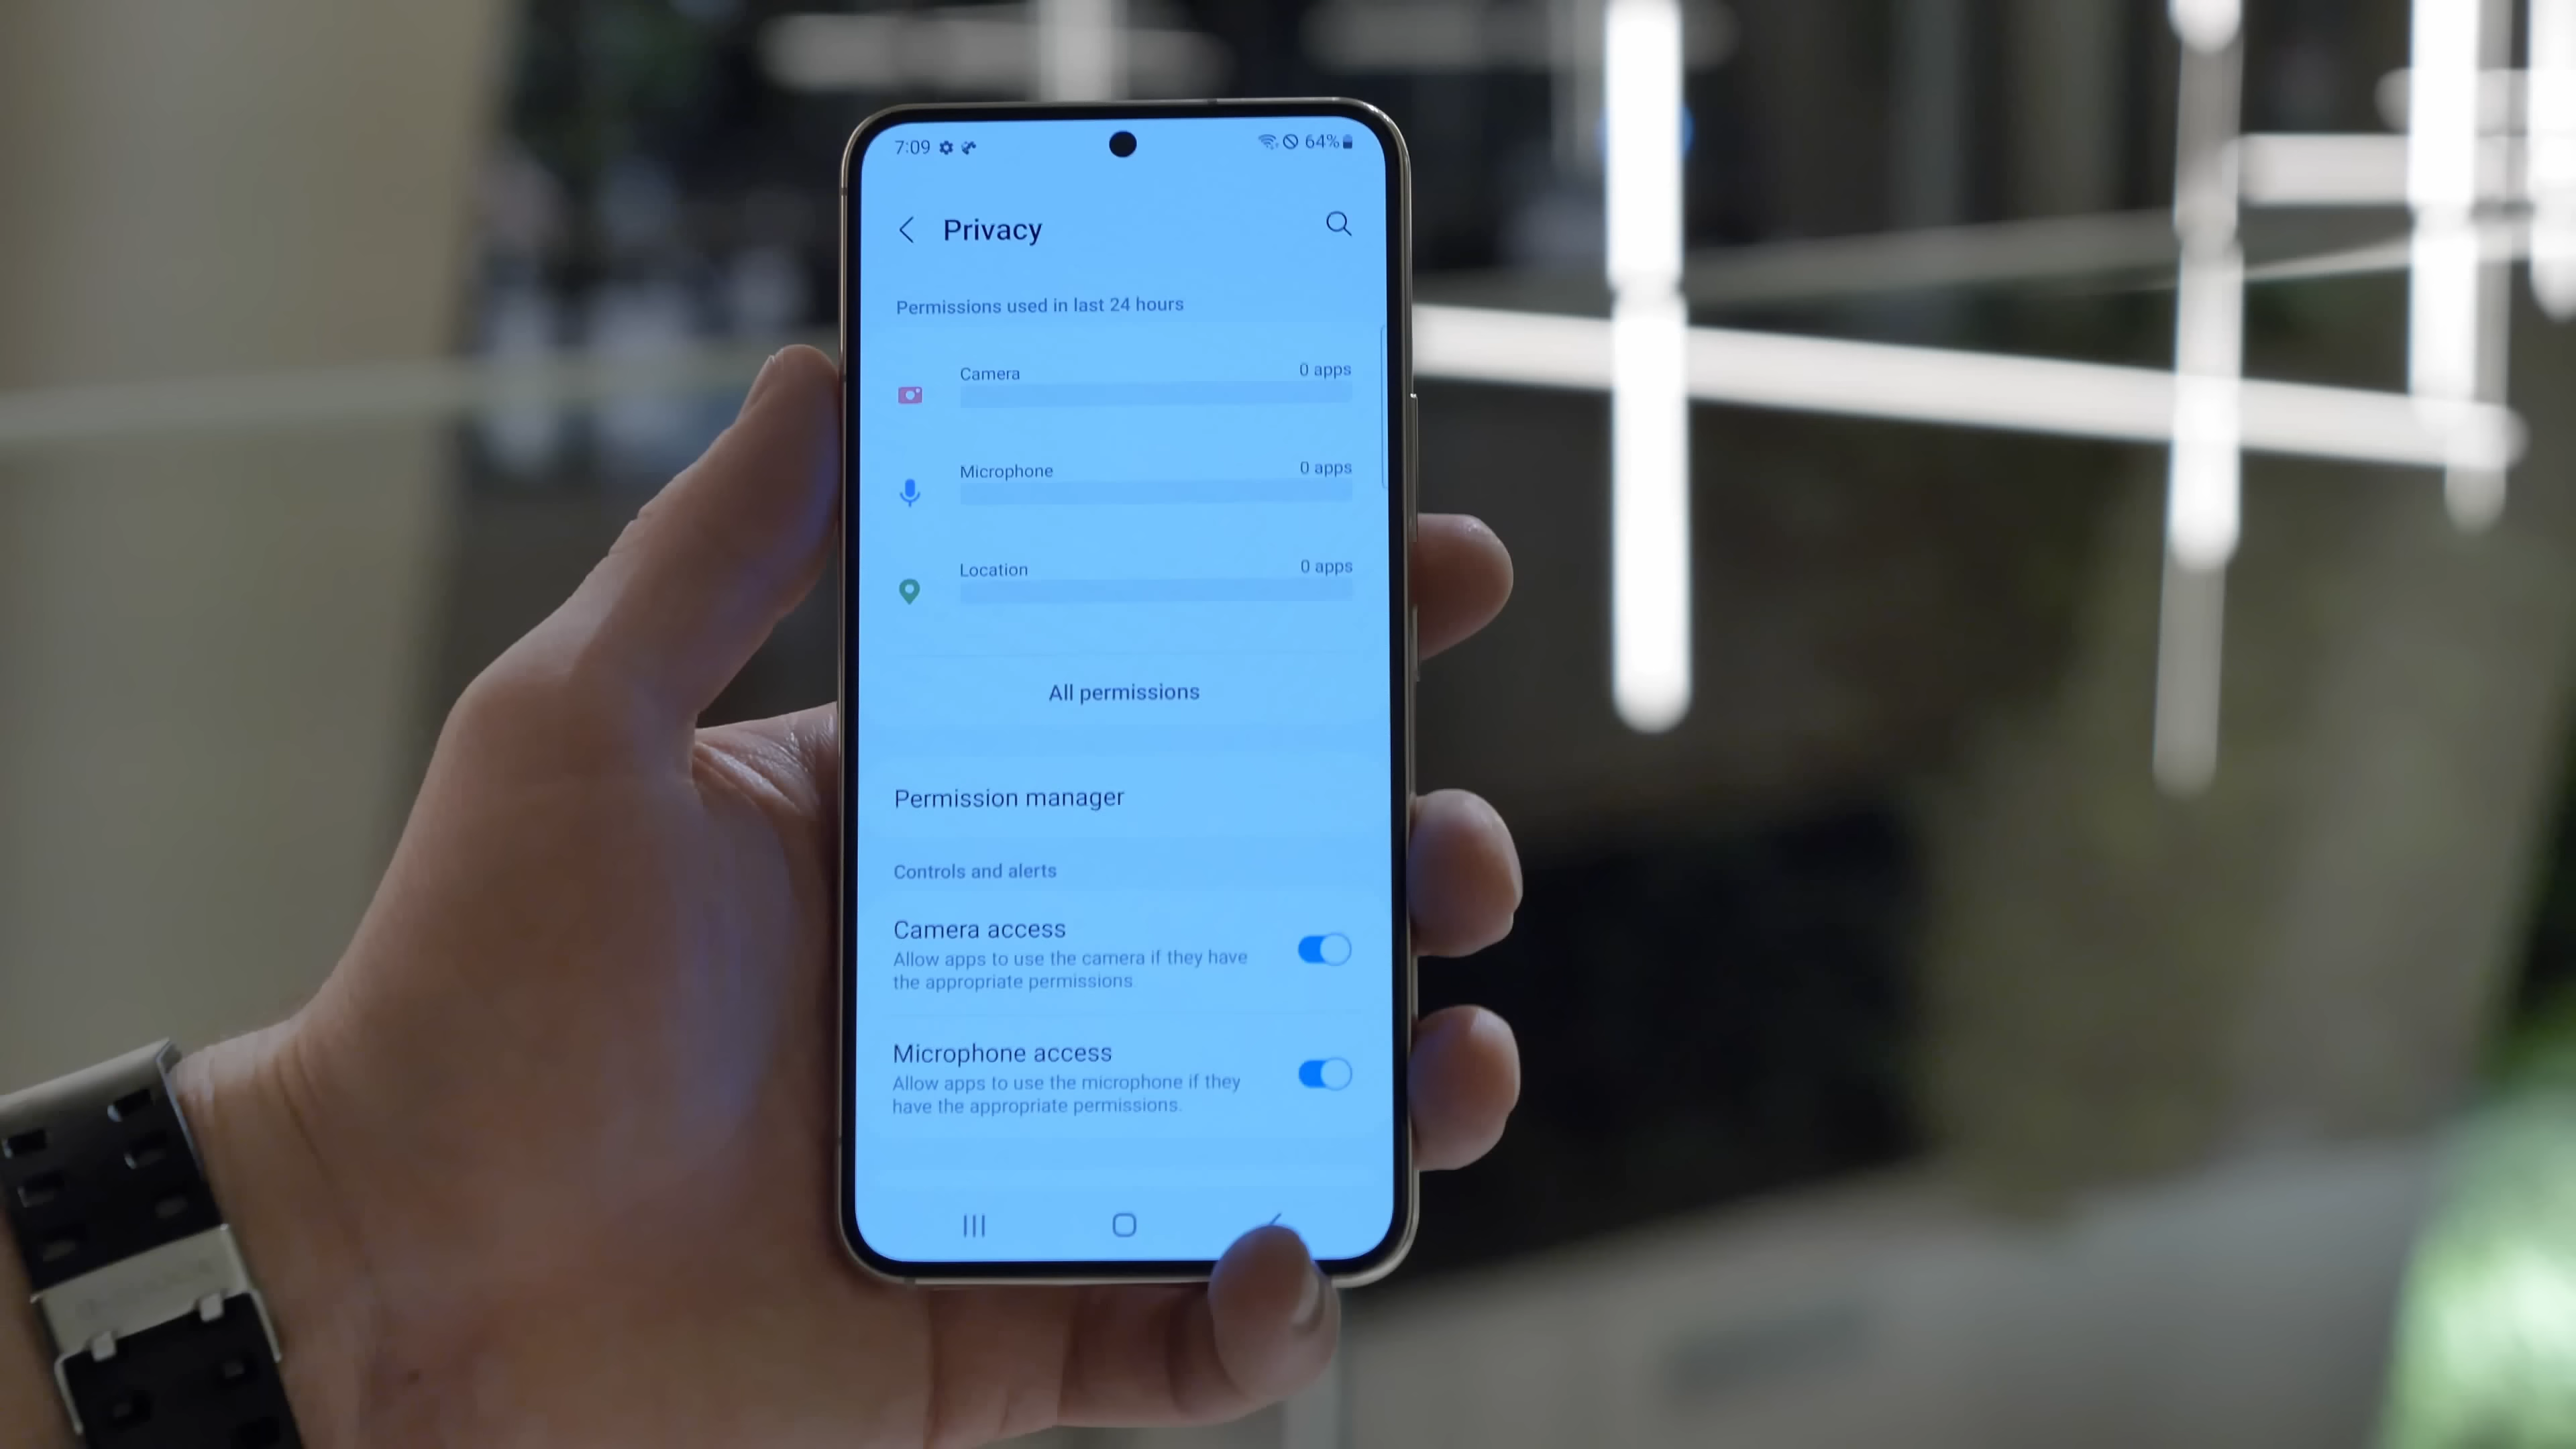 7:09 64%
Privacy
Permissions used in last 24 hours
Camera 0 apps
Microphone 0 apps
Location 0 apps
All permissions
Permission manager
Controls and alerts
Camera access
Allow apps to use the camera if they have
the appropriate permissions
Microphone access
Allow apps to use the microphone if they
have the appropriate permissions.